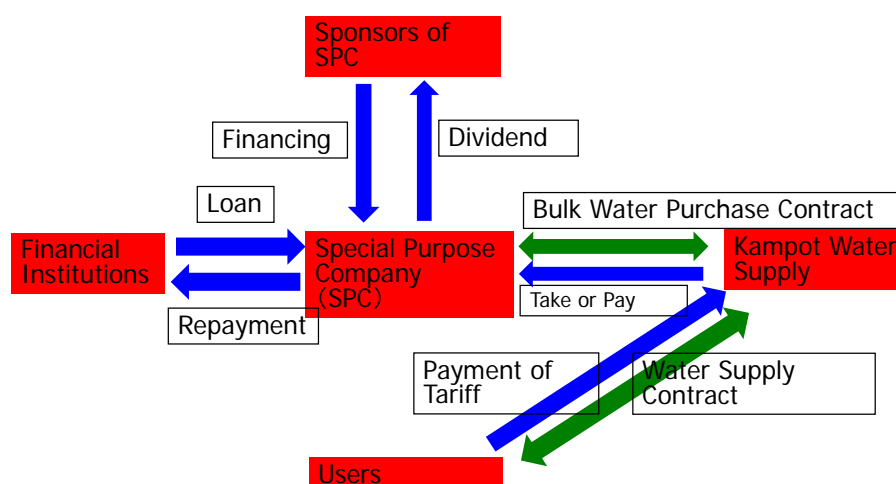 Sponsors of
SPC
Financing
Dividend
Loan
Bulk Water Purchase Contract
Financial
Institutions
Special Purpose
Company
（SPC）
Kampot Water
Supply
Take or Pay
Repayment
Payment of
Tariff
Water Supply
Contract
Users